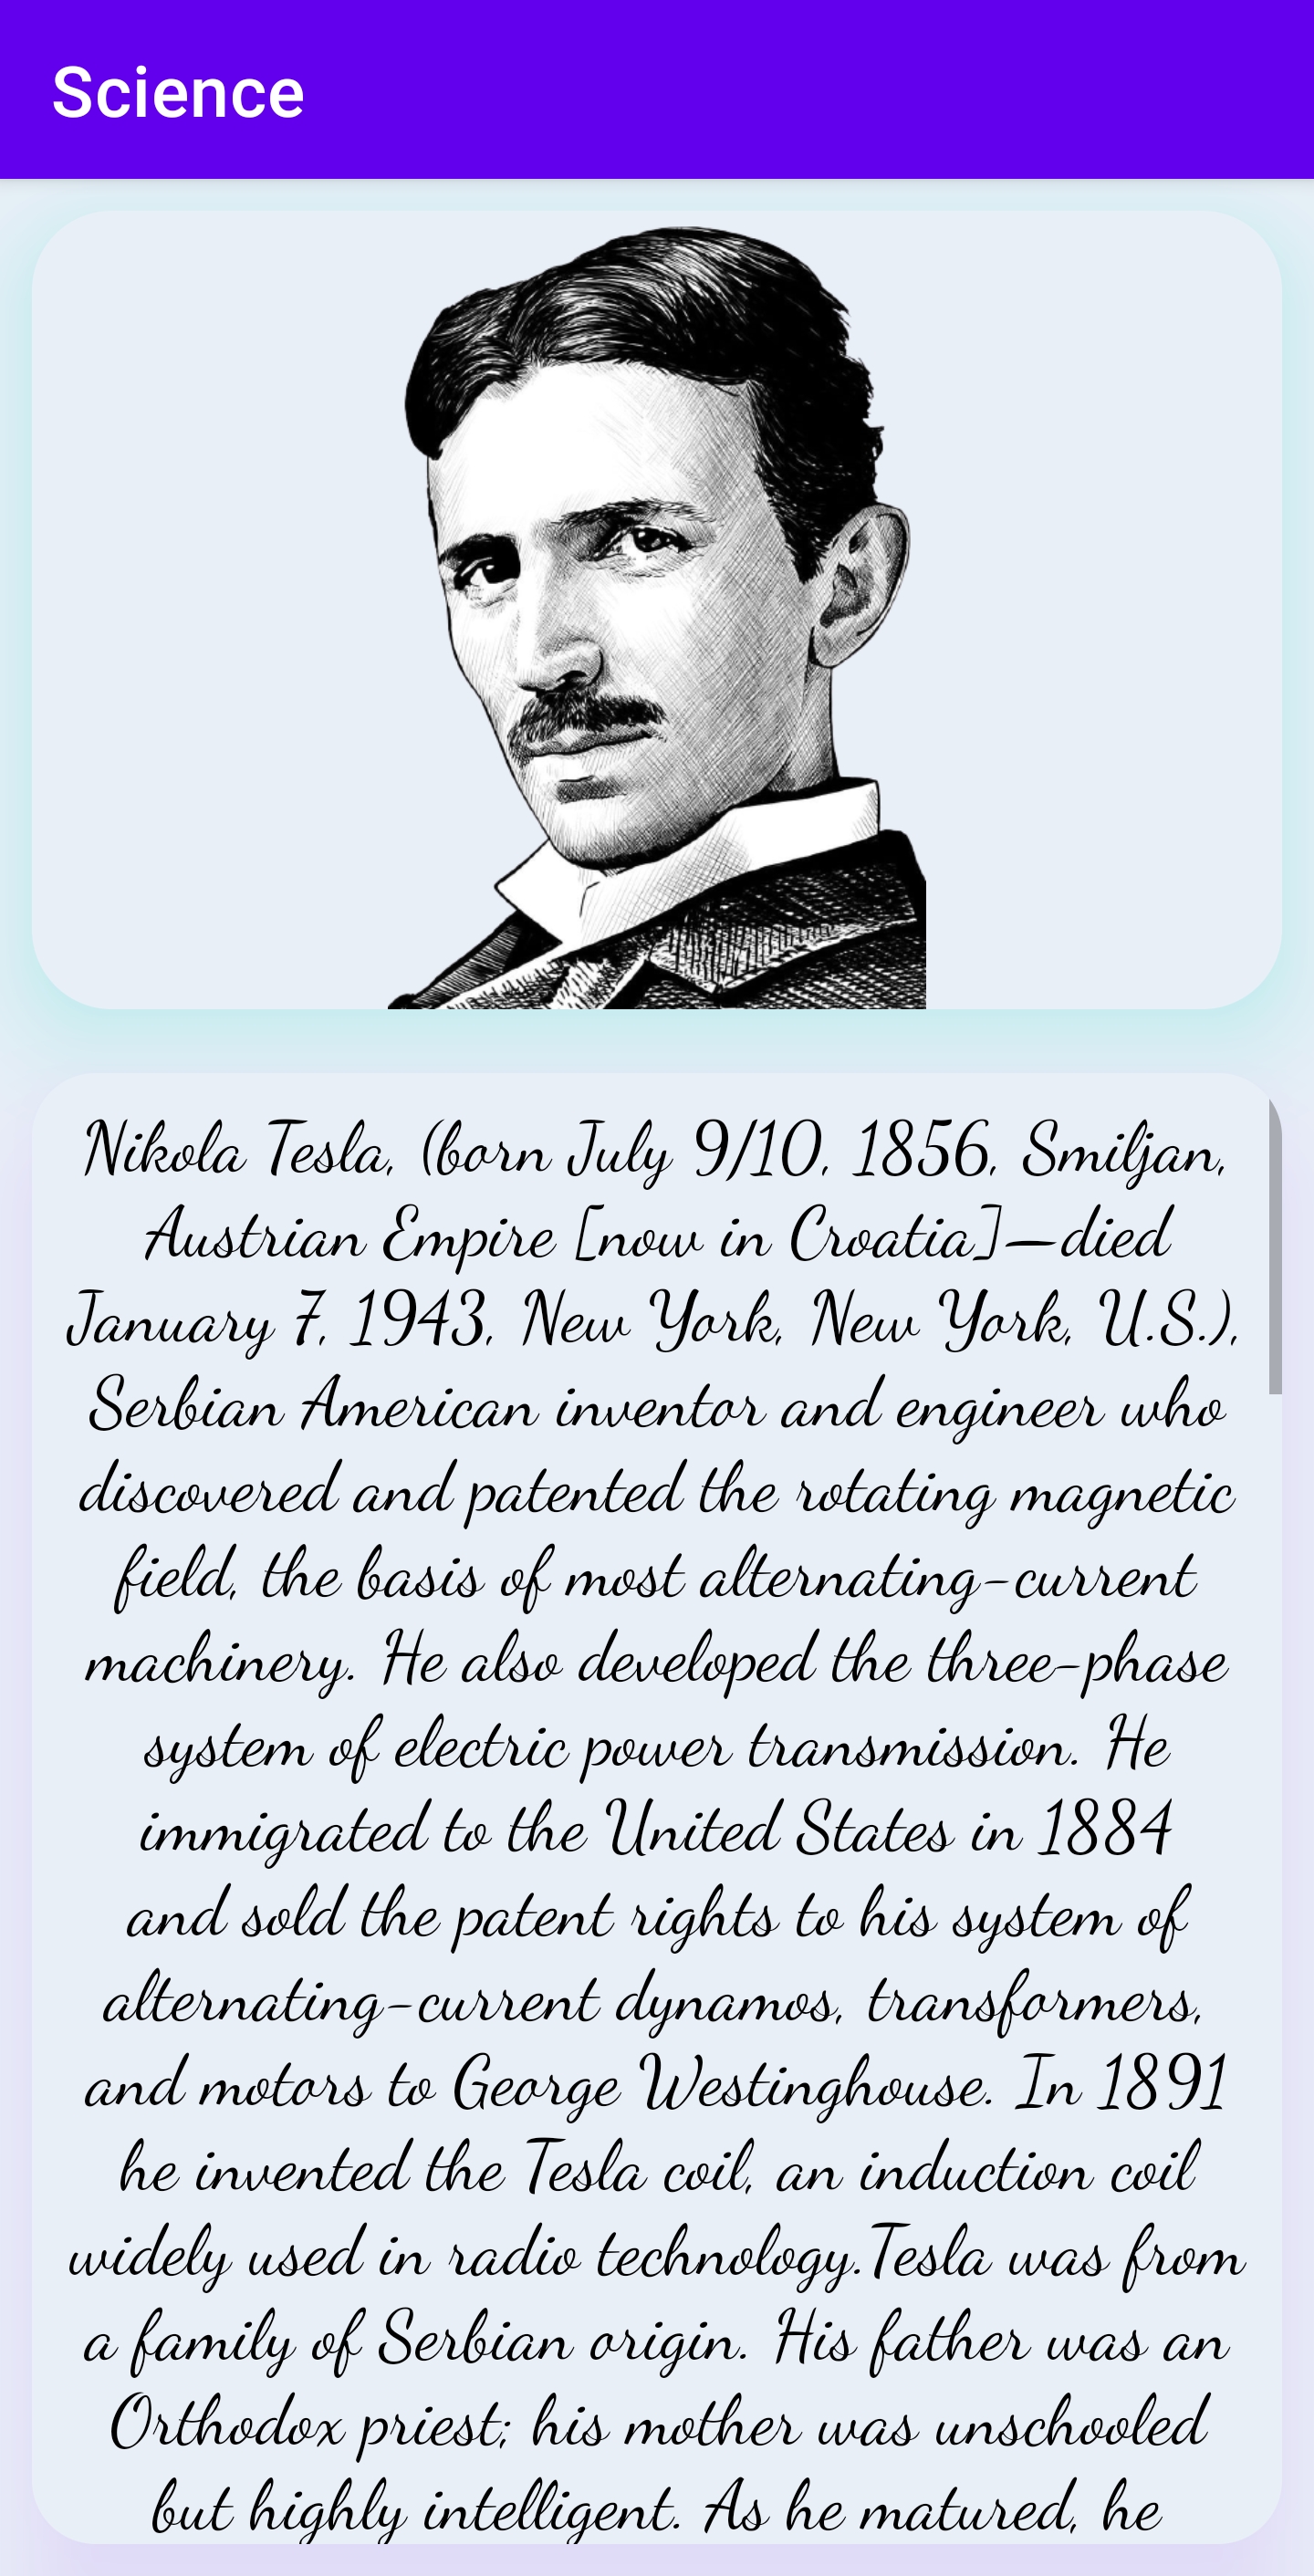 Science
Nikola Tesla, (born July 9/10, 1856, Smiljan,
Austrian Empire [now in Croatia]—died
January 7, 1943, New York, New York, U.S.),
Serbian American inventor and engineer who
discovered and patented the rotating magnetic
field, the basis of most alternating-current
machinery. He also developed the three-phase
system of electric power transmission. He
immigrated to the United States in 1884
and sold the patent rights to his system of
alternating-current dynamos, transformers,
and motors to George Westinghouse. In 1891
he invented the Tesla coil, an induction coil
widely used in radio technology.Tesla was from
a family of Serbian origin. His father was an
Orthodox priest; his mother was unschooled
but highly intelligent. As he matured, he